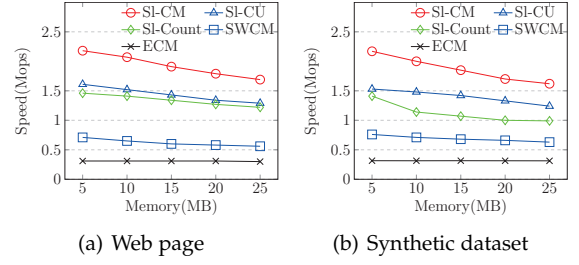 Sl-CM Sl-CU
Sl-Count SWCM
ECM
Speed(Mops)
2.5
1.5
1
0.5
0
5 10 15 20 25
Memory(MB)
(a) Web page
Sl-CM Sl-CU
Sl-Count SWCM
ECM
Speed(Mops)
2.5
1.5
1
0.5
0
5 10 15 20 25
Memory(MB)
(b) Synthetic dataset